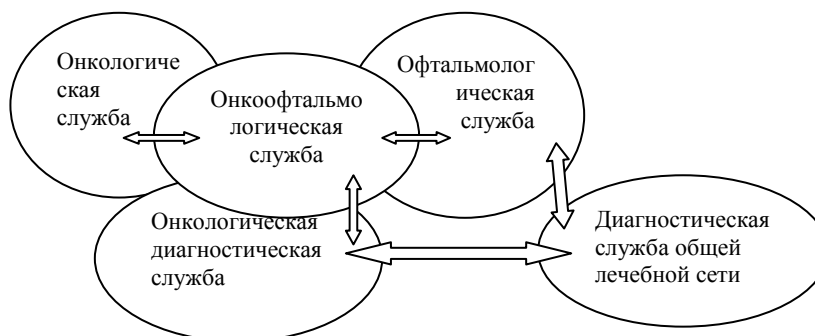 Онкологиче
ская
служба
Онкоофтальмо
логическая
служба
Офтальмолог
ическая
служба
Онкологическая
диагностическая
служба
Диагностическая
служба общей
лечебной сети